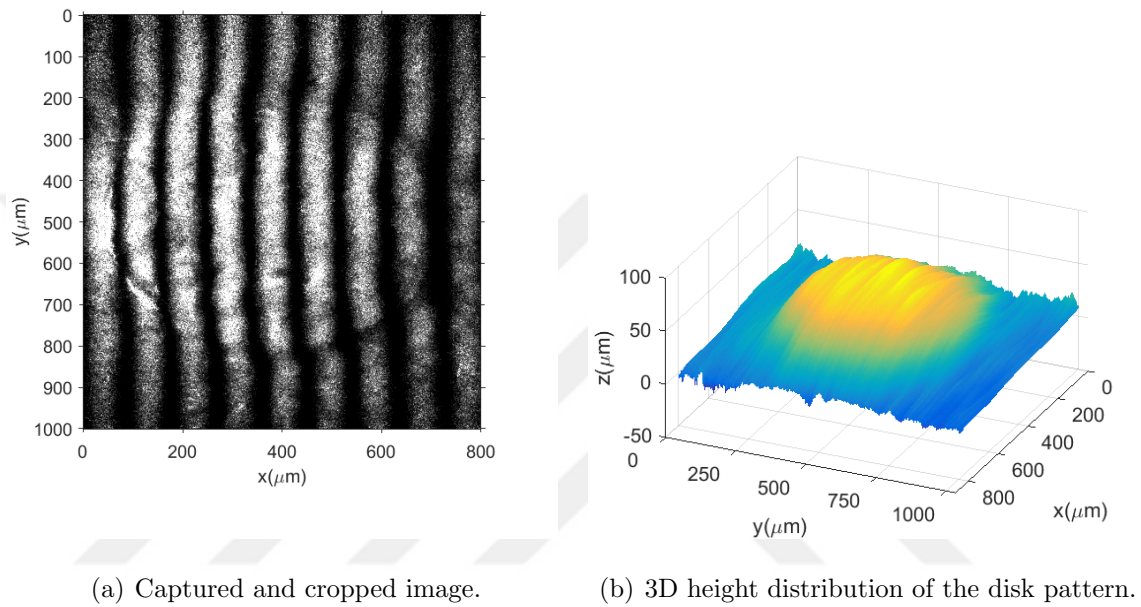 0
100
200
300
400
500
600
700
800
900
1000
y(μm)
0 200 400 600 800
x(μm)
100
50
0
-50
z(μm)
0 250 500 750 1000
y(μm)
0
200
400
600
800
x(μm)
(a) Captured and cropped image.
(b) 3D height distribution of the disk pattern.